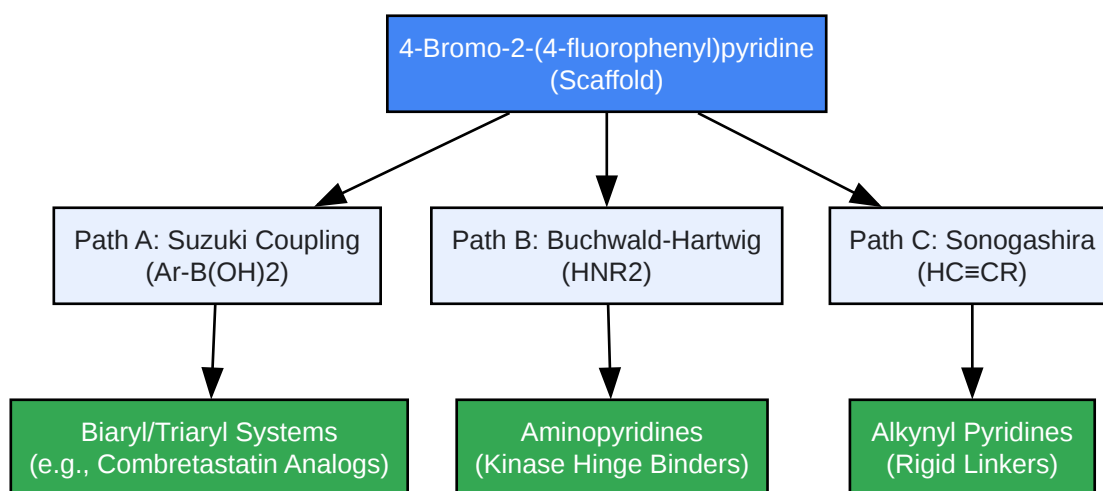 4-Bromo-2-(4-fluorophenyl)pyridine
(Scaffold)
Path A: Suzuki Coupling
(Ar-B(OH)2)
Path B: Buchwald-Hartwig
(HNR2)
Path C: Sonogashira
(HC≡CR)
Biaryl/Triaryl Systems
(e.g., Combretastatin Analogs)
Aminopyridines
(Kinase Hinge Binders)
Alkynyl Pyridines
(Rigid Linkers)